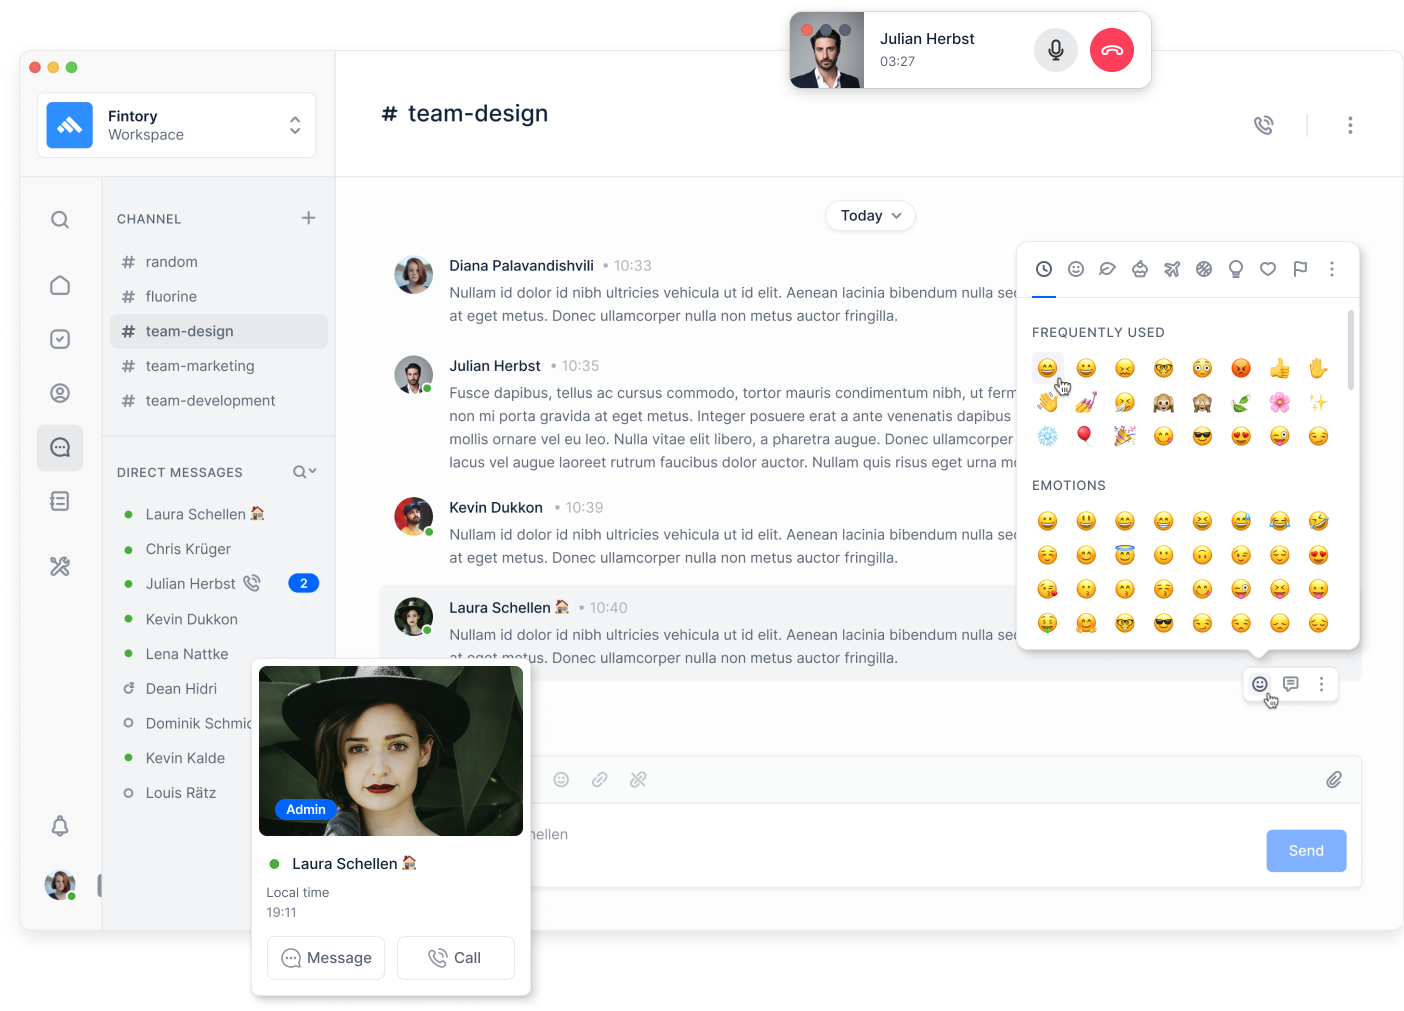 Julian Herbst
03:27
Fintory
Workspace
# team-design
CHANNEL
# random
# fluorine
# team-design
# team-marketing
# team-development
DIRECT MESSAGES
Laura Schellen
Chris Krüger
Julian Herbst 2
Kevin Dukkon
Lena Nattke
Dean Hidri
Dominik Schmid
Kevin Kalde
Louis Rätz
Today
Diana Palavandishvili • 10:33
Nullam id dolor id nibh ultricies vehicula ut id elit. Aenean lacinia bibendum nulla sed
at eget metus. Donec ullamcorper nulla non metus auctor fringilla.
Julian Herbst • 10:35
Fusce dapibus, tellus ac cursus commodo, tortor mauris condimentum nibh, ut ferm
non mi porta gravida at eget metus. Integer posuere erat a ante venenatis dapibus
mollis ornare vel eu leo. Nulla vitae elit libero, a pharetra augue. Donec ullamcorper
lacus vel augue laoreet rutrum faucibus dolor auctor. Nullam quis risus eget urna mo
Kevin Dukkon • 10:39
Nullam id dolor id nibh ultricies vehicula ut id elit. Aenean lacinia bibendum nulla sed
at eget metus. Donec ullamcorper nulla non metus auctor fringilla.
Laura Schellen • 10:40
Nullam id dolor id nibh ultricies vehicula ut id elit. Aenean lacinia bibendum nulla sed
at eget metus. Donec ullamcorper nulla non metus auctor fringilla.
FREQUENTLY USED
EMOTIONS
hellen
Send
Admin
Laura Schellen
Local time
19:11
Message
Call